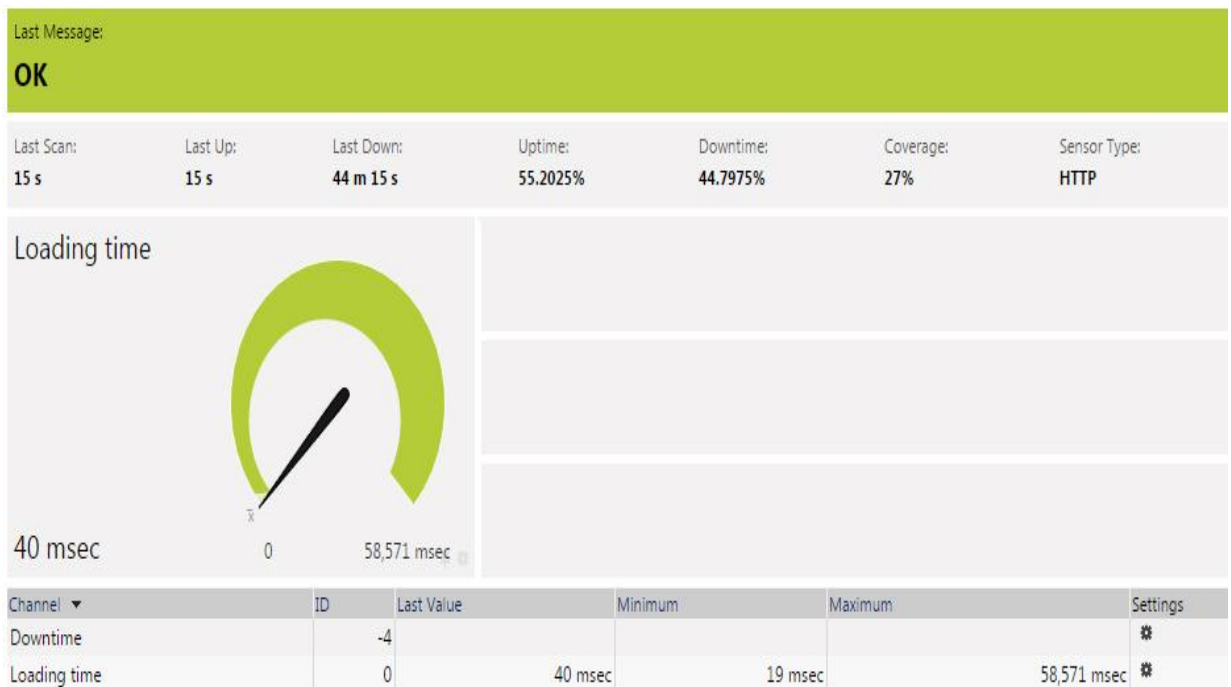 Last Message:
OK
Last Scan: Last Up: Last Down: Uptime: Downtime: Coverage: Sensor Type:
15 s 15 s 44 m 15 s 55.2025% 44.7975% 27% HTTP
Loading time
x
40 msec 0 58,571 msec
Channel ID Last Value Minimum Maximum Settings
Downtime -4
Loading time 0 40 msec 19 msec 58,571 msec